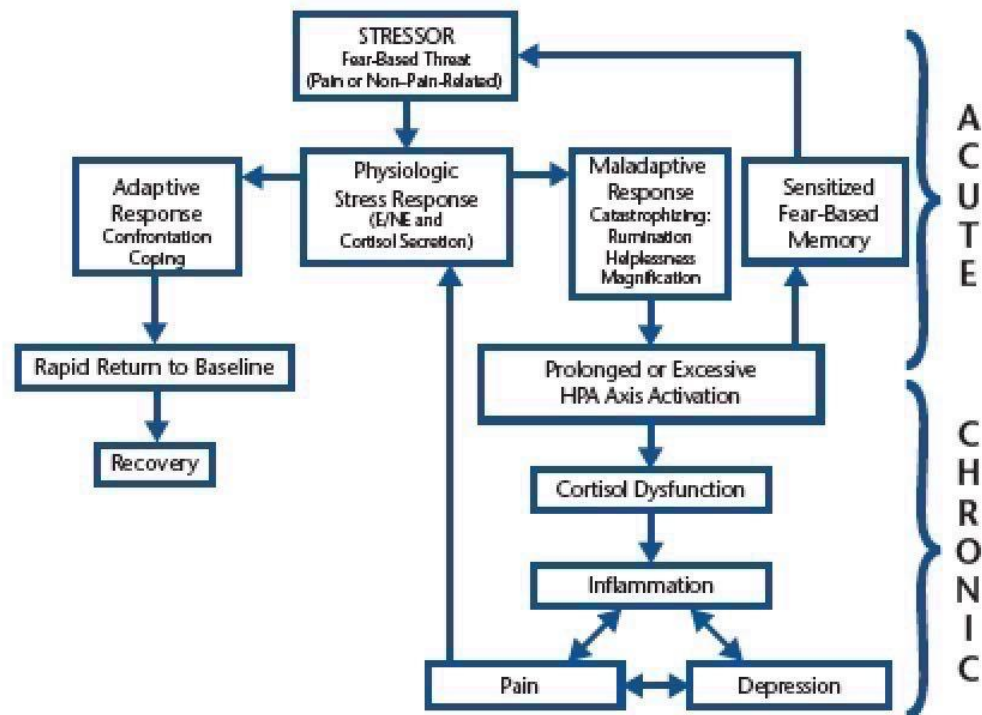 STRESSOR
Fear-Based Threat
(Pain or Non–Pain-Related)
Adaptive
Response
Confrontation
Coping
Physiologic
Stress Response
(E/NE and
Cortisol Secretion)
Maladaptive
Response
Catastrophizing:
Rumination
Helplessness
Magnification
Sensitized
Fear-Based
Memory
ACUTE
Rapid Return to Baseline
Prolonged or Excessive
HPA Axis Activation
Recovery
Cortisol Dysfunction
Inflammation
Pain
Depression
CHRONIC